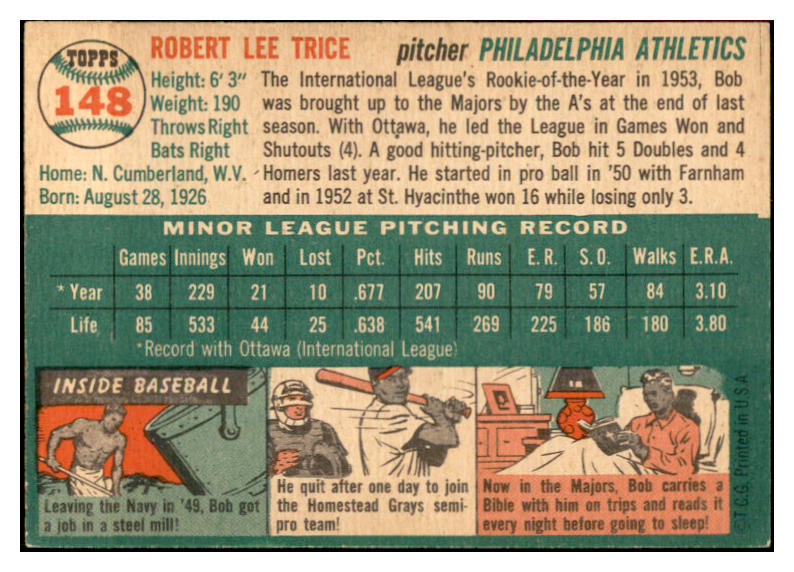 TOPPS
148
ROBERT LEE TRICE pitcher PHILADELPHIA ATHLETICS
Height: 6' 3"
Weight: 190
Throws Right
Bats Right
Home: N. Cumberland, W.V.
Born: August 28, 1926
The International League's Rookie-of-the-Year in 1953, Bob
was brought up to the Majors by the A's at the end of last
season. With Ottawa, he led the League in Games Won and
Shutouts (4). A good hitting-pitcher, Bob hit 5 Doubles and 4
Homers last year. He started in pro ball in '50 with Farnham
and in 1952 at St. Hyacinthe won 16 while losing only 3.
MINOR LEAGUE PITCHING RECORD
Games Innings Won Lost Pct. Hits Runs E.R. S.O. Walks E.R.A.
* Year 38 229 21 10 .677 207 90 79 57 84 3.10
Life 85 533 44 25 .638 541 269 225 186 180 3.80
*Record with Ottawa (International League)
INSIDE BASEBALL
Leaving the Navy in '49, Bob got
a job in a steel mill!
He quit after one day to join
the Homestead Grays semi-
pro team!
Now in the Majors, Bob carries a
Bible with him on trips and reads it
every night before going to sleep!
©T.C.G. Printed in U.S.A.